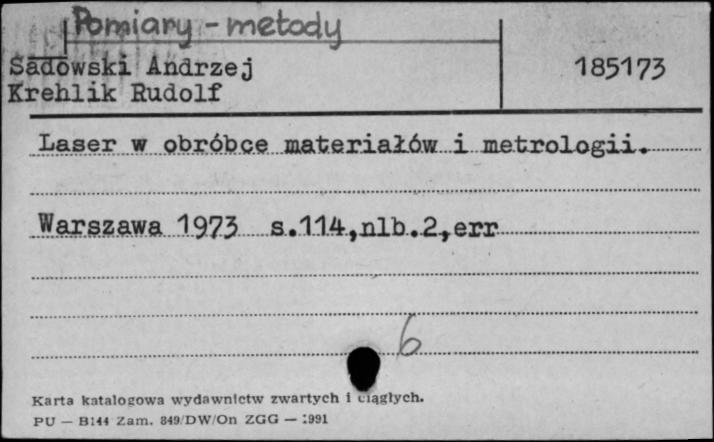 Pomiary - metody
Sadowski Andrzej
185173
Krehlik Rudolf
Laser w obróbce materiałów i metrologii.
Warszawa 1973 s.114,nlb.2,err
6
Karta katalogowa wydawnictw zwartych i ciągłych.
PU — B144 Zam. 849/DW/On ZGG — 1991